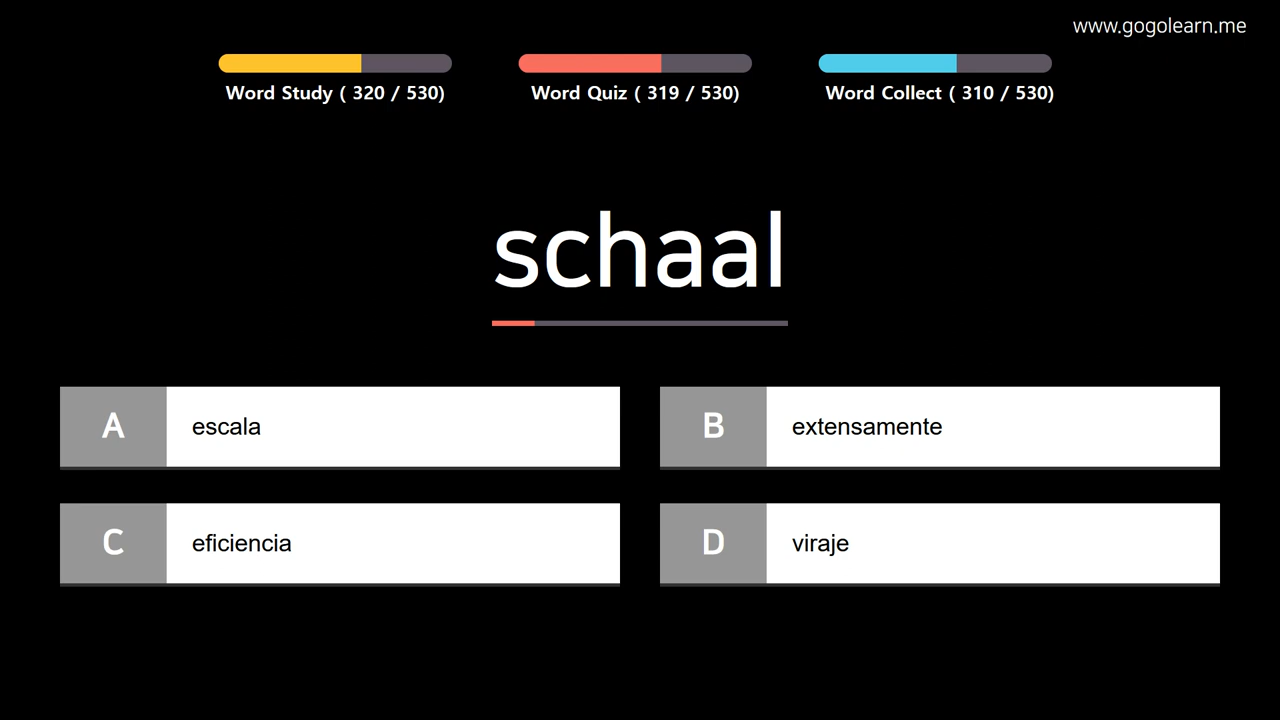 www.gogolearn.me
Word Study ( 320 / 530)
Word Quiz ( 319 / 530)
Word Collect ( 310 / 530)
schaal
A escala
B extensamente
C eficiencia
D viraje